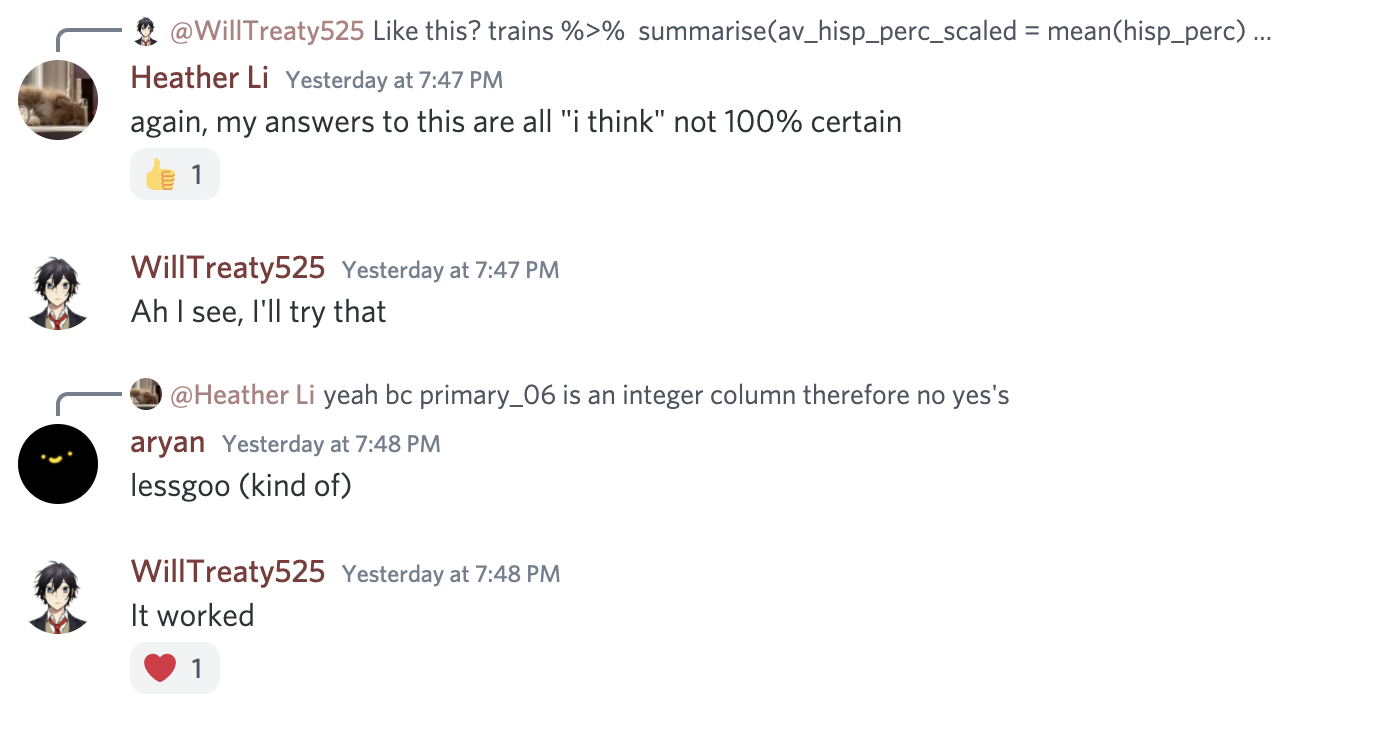 @WillTreaty525 Like this? trains %>%  summarise(av_hisp_perc_scaled = mean(hisp_perc) ...
Heather Li Yesterday at 7:47 PM
again, my answers to this are all "i think" not 100% certain
👍 1
WillTreaty525 Yesterday at 7:47 PM
Ah I see, I'll try that
@Heather Li yeah bc primary_06 is an integer column therefore no yes's
aryan Yesterday at 7:48 PM
lessgoo (kind of)
WillTreaty525 Yesterday at 7:48 PM
It worked
❤️ 1